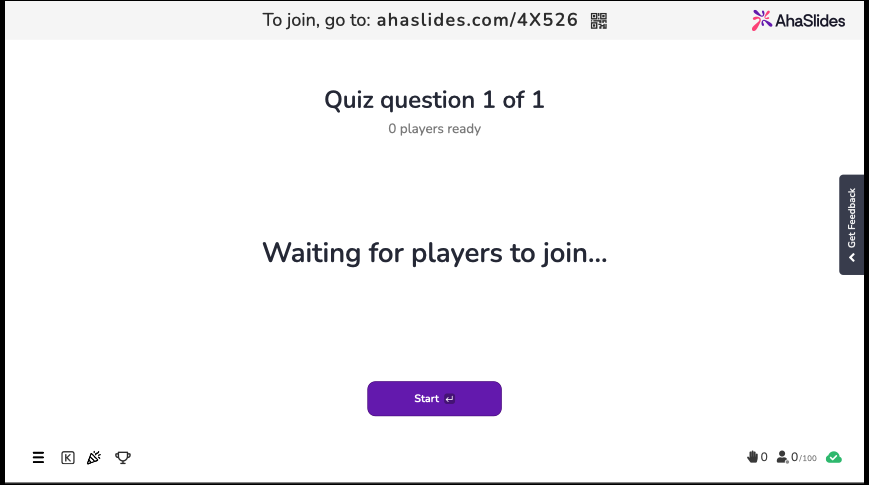 To join, go to: ahaslides.com/4X526
AhaSlides
Quiz question 1 of 1
0 players ready
Get Feedback
Waiting for players to join...
Start
K
0 0/100